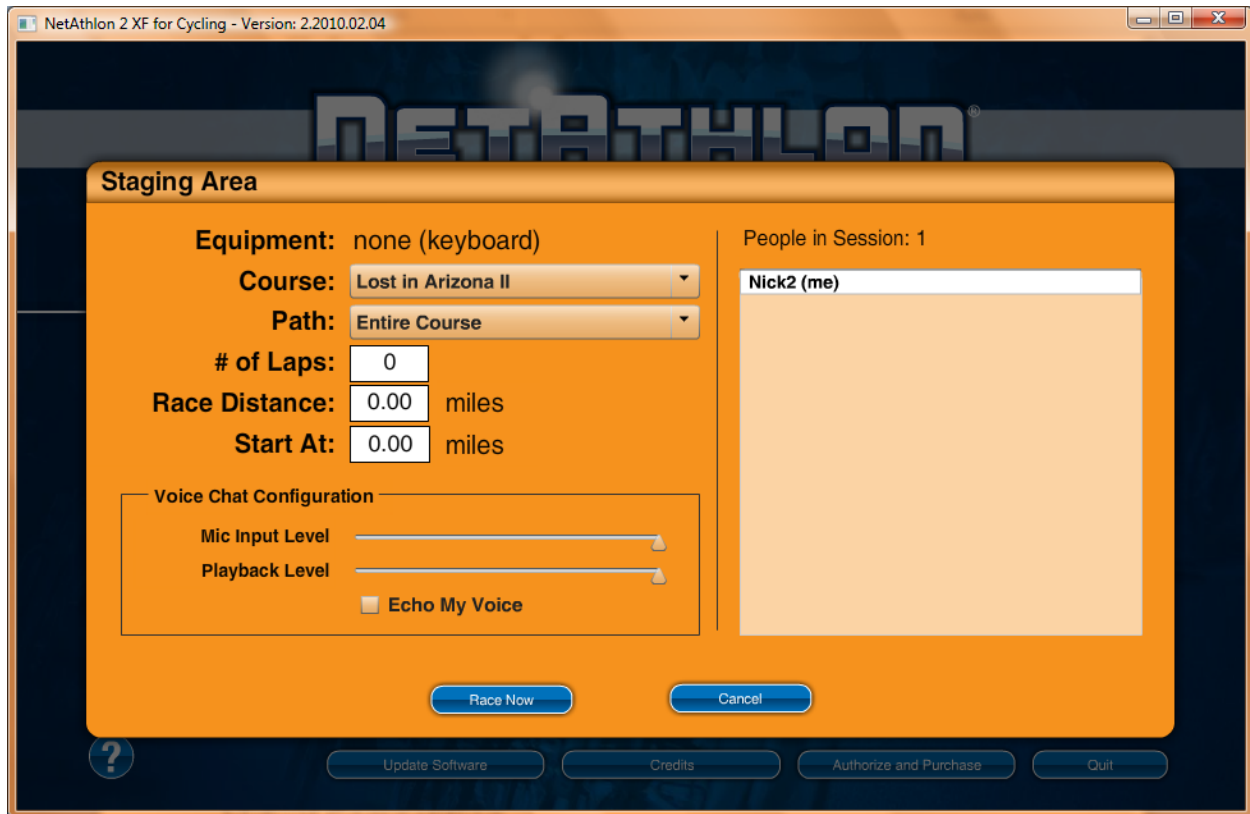 NetAthlon 2 XF for Cycling - Version: 2.2010.02.04
NETATHLON®
Staging Area
Equipment: none (keyboard)
Course: Lost in Arizona II
Path: Entire Course
# of Laps: 0
Race Distance: 0.00 miles
Start At: 0.00 miles
Voice Chat Configuration
Mic Input Level
Playback Level
Echo My Voice
People in Session: 1
Nick2 (me)
Race Now
Cancel
?
Update Software
Credits
Authorize and Purchase
Quit